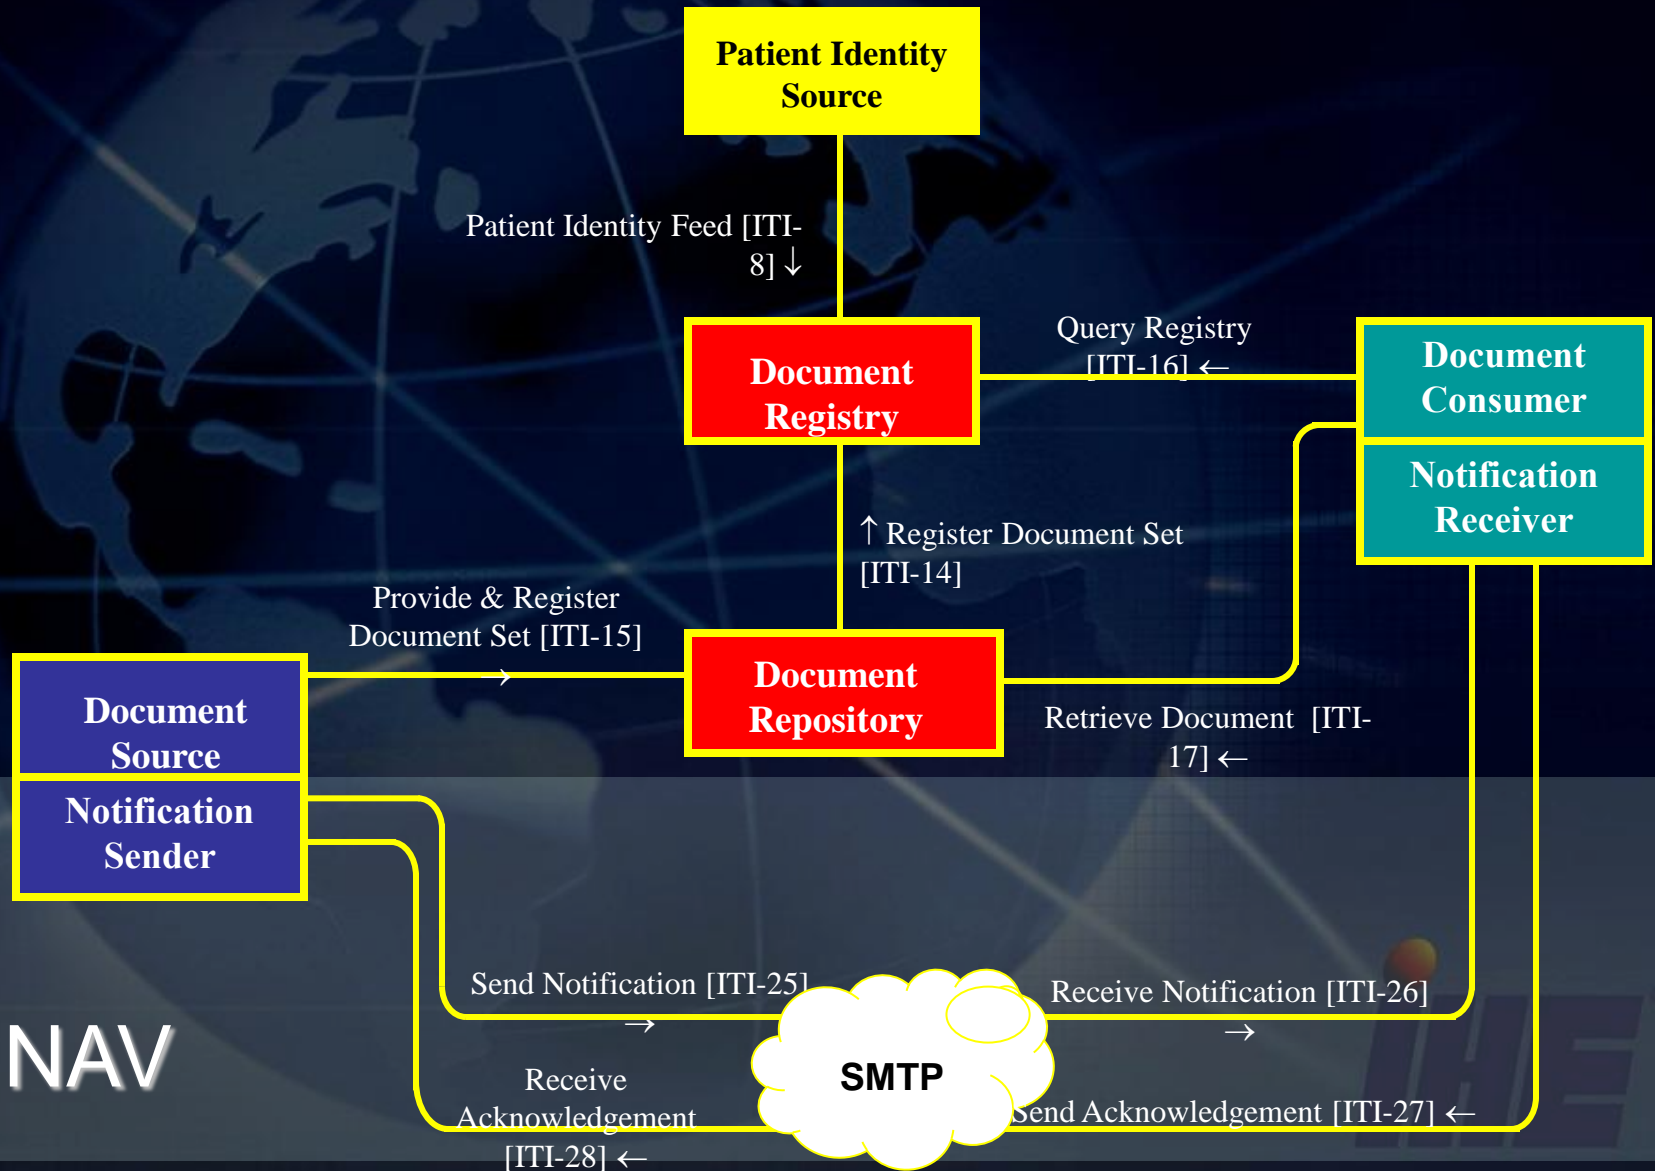 Patient Identity
Source
Patient Identity Feed [ITI-
8] ↓
Query Registry
[ITI-16] ←
Document
Registry
Document
Consumer
Notification
Receiver
↑ Register Document Set
[ITI-14]
Provide & Register
Document Set [ITI-15]
→
Document
Source
Document
Repository
Retrieve Document [ITI-
17] ←
Notification
Sender
Send Notification [ITI-25]
→
Receive Notification [ITI-26]
→
NAV
SMTP
Receive
Acknowledgement
[ITI-28] ←
Send Acknowledgement [ITI-27] ←
IHE